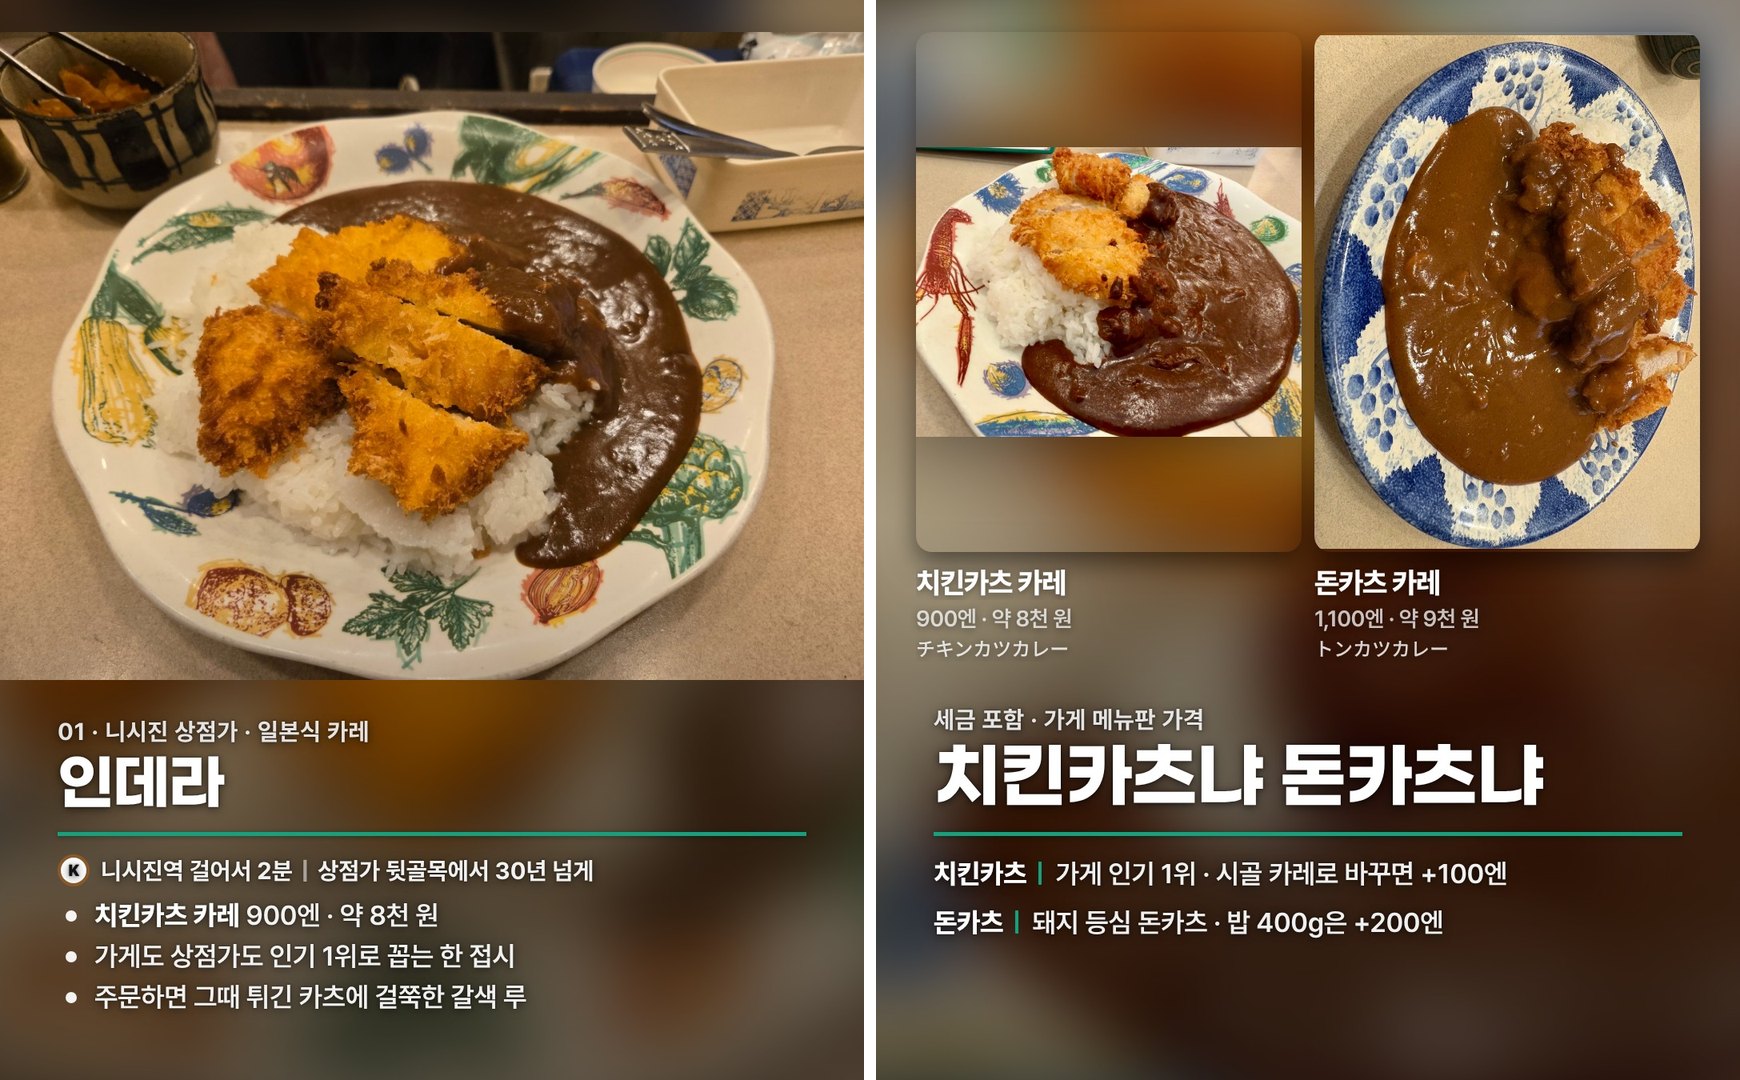 01 · 니시진 상점가 · 일본식 카레
인데라
K 니시진역 걸어서 2분 | 상점가 뒷골목에서 30년 넘게
• 치킨카츠 카레 900엔 · 약 8천 원
• 가게도 상점가도 인기 1위로 꼽는 한 접시
• 주문하면 그때 튀긴 카츠에 걸쭉한 갈색 루
치킨카츠 카레
900엔 · 약 8천 원
チキンカツカレー
돈카츠 카레
1,100엔 · 약 9천 원
トンカツカレー
세금 포함 · 가게 메뉴판 가격
치킨카츠냐 돈카츠냐
치킨카츠 | 가게 인기 1위 · 시골 카레로 바꾸면 +100엔
돈카츠 | 돼지 등심 돈카츠 · 밥 400g은 +200엔